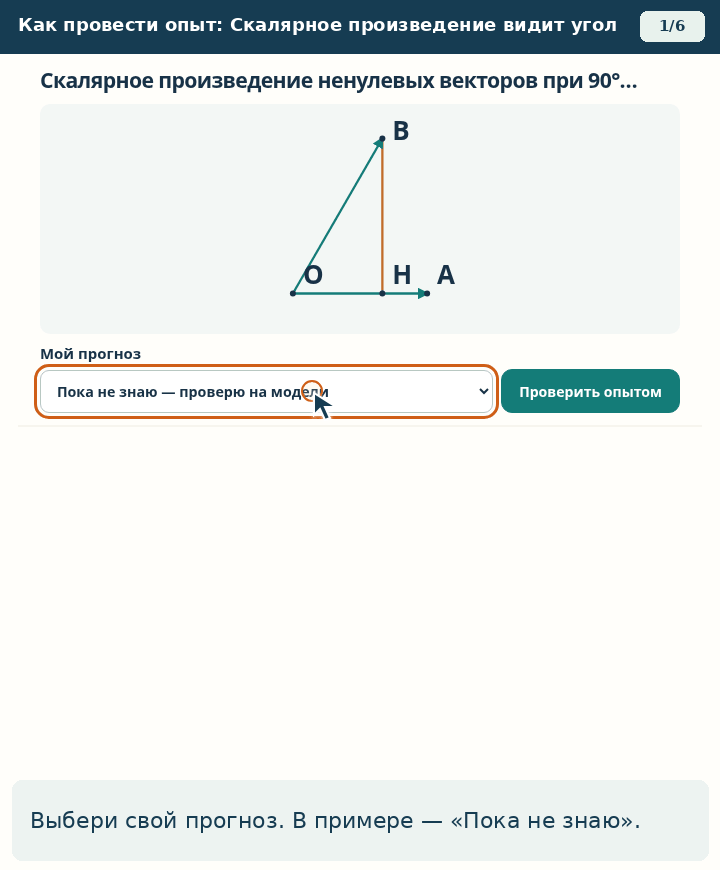 Как провести опыт: Скалярное произведение видит угол
1/6
Скалярное произведение ненулевых векторов при 90°…
B
O
H
A
Мой прогноз
Пока не знаю — проверю на модели
Проверить опытом
Выбери свой прогноз. В примере — «Пока не знаю».